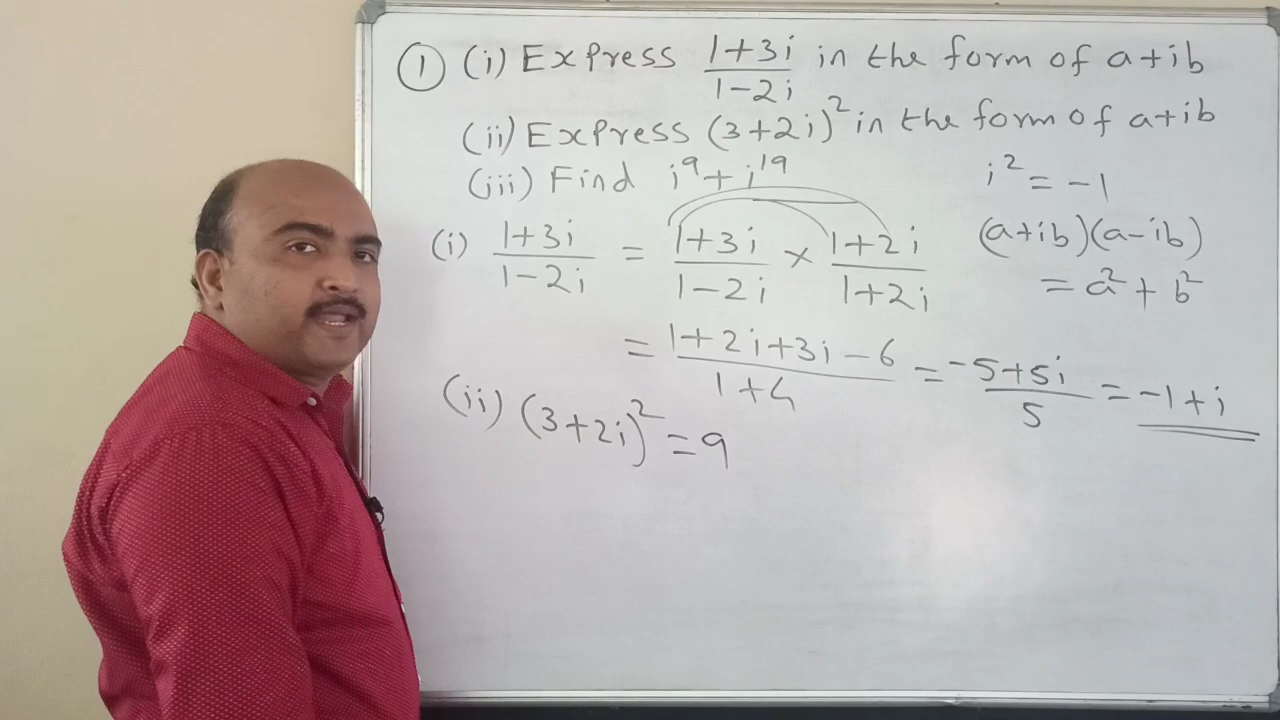 ① (i) Express 1+3i/1-2i in the form of a+ib
(ii) Express (3+2i)² in the form of a+ib
(iii) Find i⁹+i¹⁹
i² = -1
(i) 1+3i/1-2i = 1+3i/1-2i × 1+2i/1+2i
(a+ib)(a-ib)
= a²+b²
= 1+2i+3i-6/1+4 = -5+5i/5 = -1+i
(ii) (3+2i)² = 9